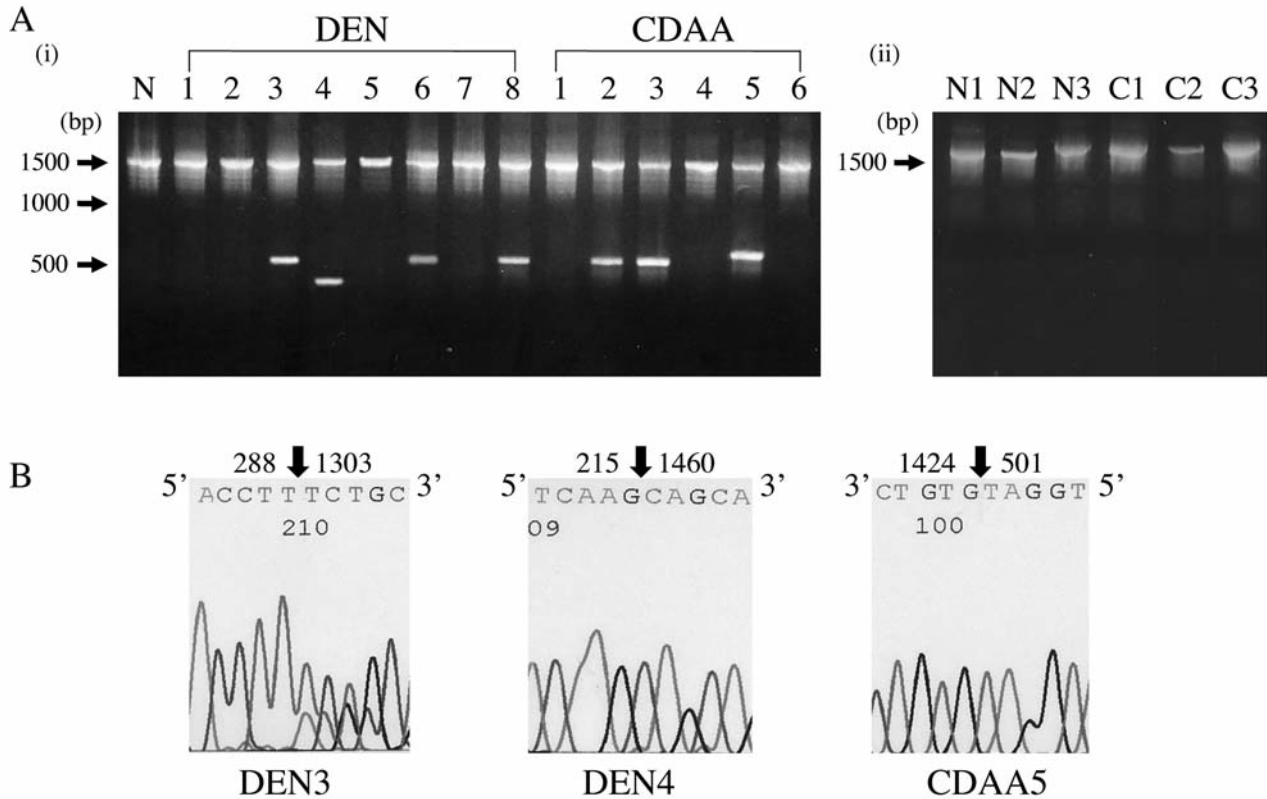 A
DEN
CDAA
(i)
(ii)
N 1 2 3 4 5 6 7 8 1 2 3 4 5 6
N1 N2 N3 C1 C2 C3
(bp)
(bp)
1500
1500
1000
500
B
288 1303
215 1460
1424 501
5’ ACCTTTCTGC 3’
TCAAGCAGCA 3’
3’ CTGTGTAGGT 5’
210
09
100
DEN3
DEN4
CDAA5